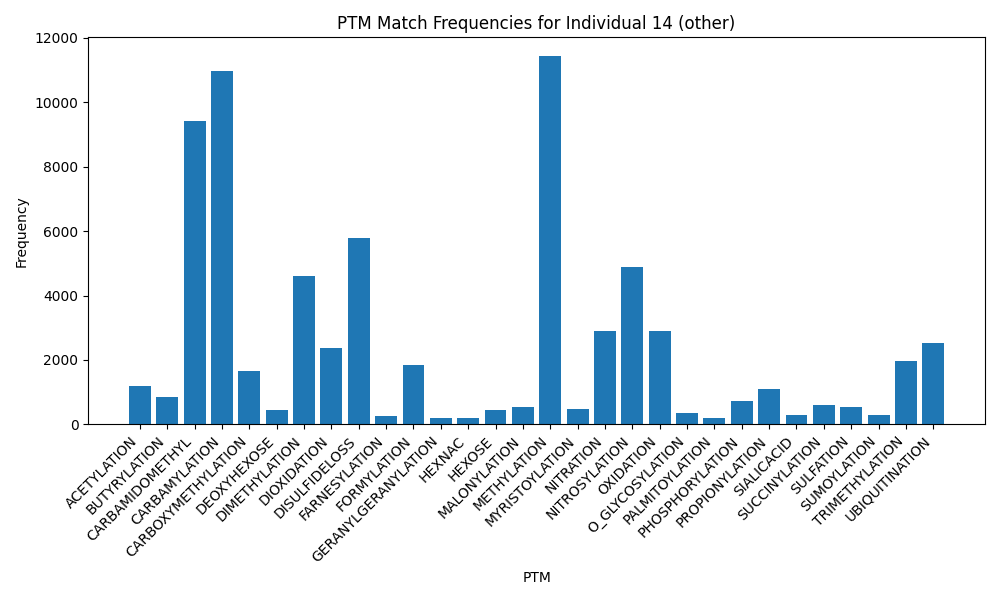 PTM Match Frequencies for Individual 14 (other)
12000
10000
8000
6000
4000
2000
0
Frequency
ACETYLATION
BUTYRYLATION
CARBAMIDOMETHYL
CARBAMYLATION
CARBOXYMETHYLATION
DEOXYHEXOSE
DIMETHYLATION
DIOXIDATION
DISULFIDELOSS
FARNESYLATION
FORMYLATION
GERANYLGERANYLATION
HEXNAC
HEXOSE
MALONYLATION
METHYLATION
MYRISTOYLATION
NITRATION
NITROSYLATION
OXIDATION
O_GLYCOSYLATION
PALMITOYLATION
PHOSPHORYLATION
PROPIONYLATION
SIALICACID
SUCCINYLATION
SULFATION
SUMOYLATION
TRIMETHYLATION
UBIQUITINATION
PTM